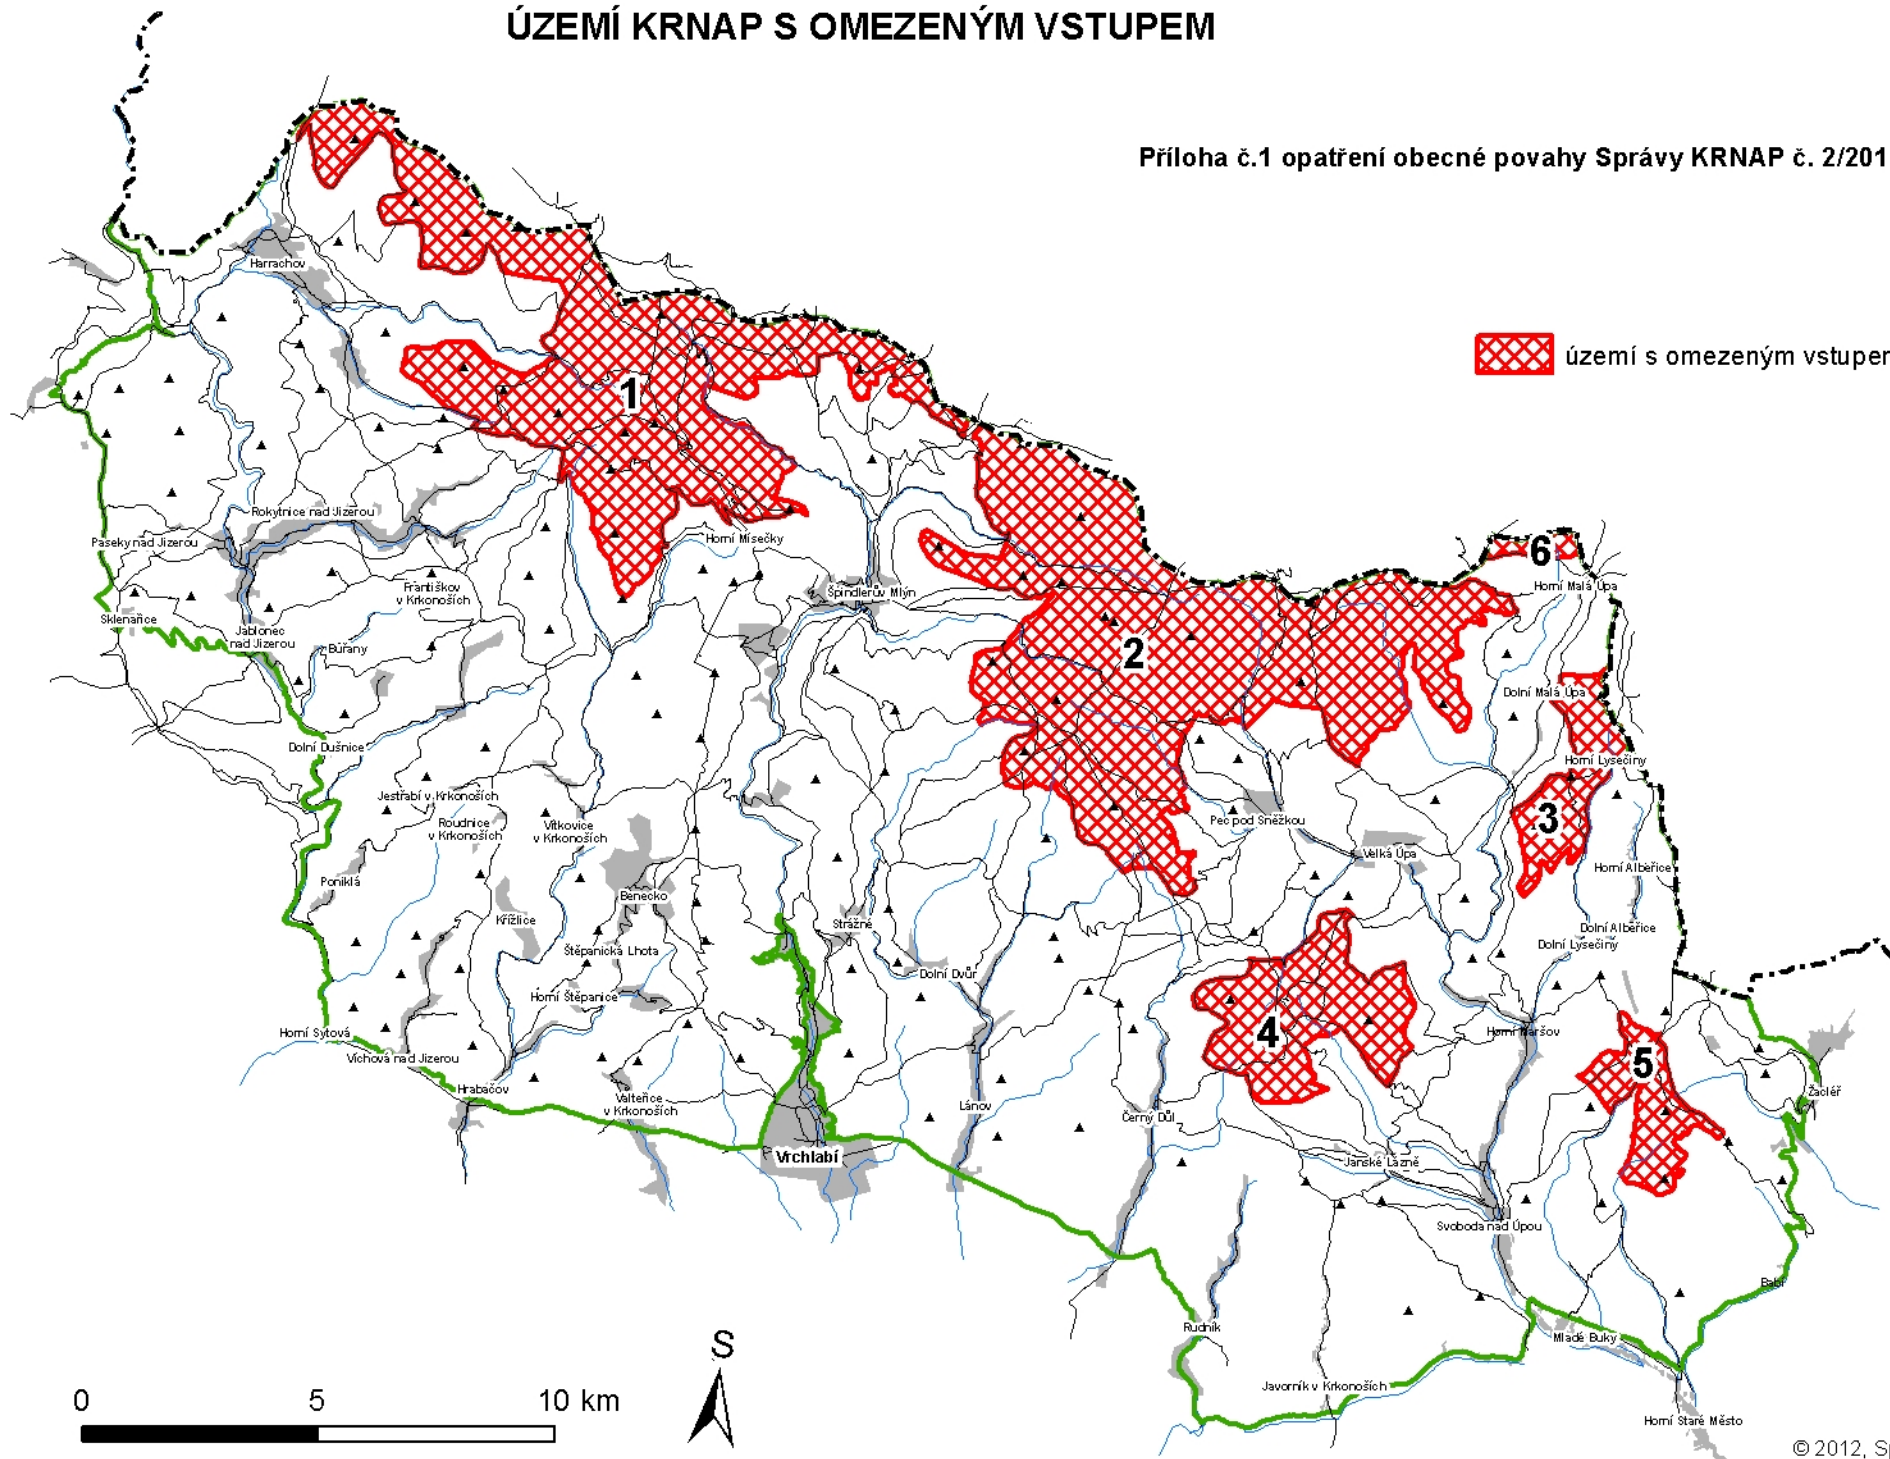 ÚZEMÍ KRNAP S OMEZENÝM VSTUPEM
Příloha č.1 opatření obecné povahy Správy KRNAP č. 2/201
území s omezeným vstupem
Harrachov
1
Rokytnice nad Jizerou
Paseky nad Jizerou
Horní Mísečky
6
Horní Malá Úpa
Františkov
v Krkonoších
Špindlerův Mlýn
Sklenařice
Jablonec
nad Jizerou
Buřany
2
Dolní Malá Úpa
Dolní Dušnice
Horní Lysečiny
Jestřabí v Krkonoších
Roudnice
v Krkonoších
Vítkovice
v Krkonoších
Pec pod Sněžkou
3
Velká Úpa
Horní Albeřice
Poniklá
Benecko
Křížlice
Strážné
Dolní Albeřice
Dolní Lysečiny
Štěpanická Lhota
Dolní Dvůr
Horní Štěpanice
Horní Sytová
4
Horní Maršov
Víchová nad Jizerou
5
Hrabačov
Valteřice
v Krkonoších
Lánov
Černý Důl
Žacléř
Vrchlabí
Janské Lázně
Svoboda nad Úpou
Babí
Rudník
Mladé Buky
Javorník v Krkonoších
Horní Staré Město
S
0 5 10 km
© 2012, S